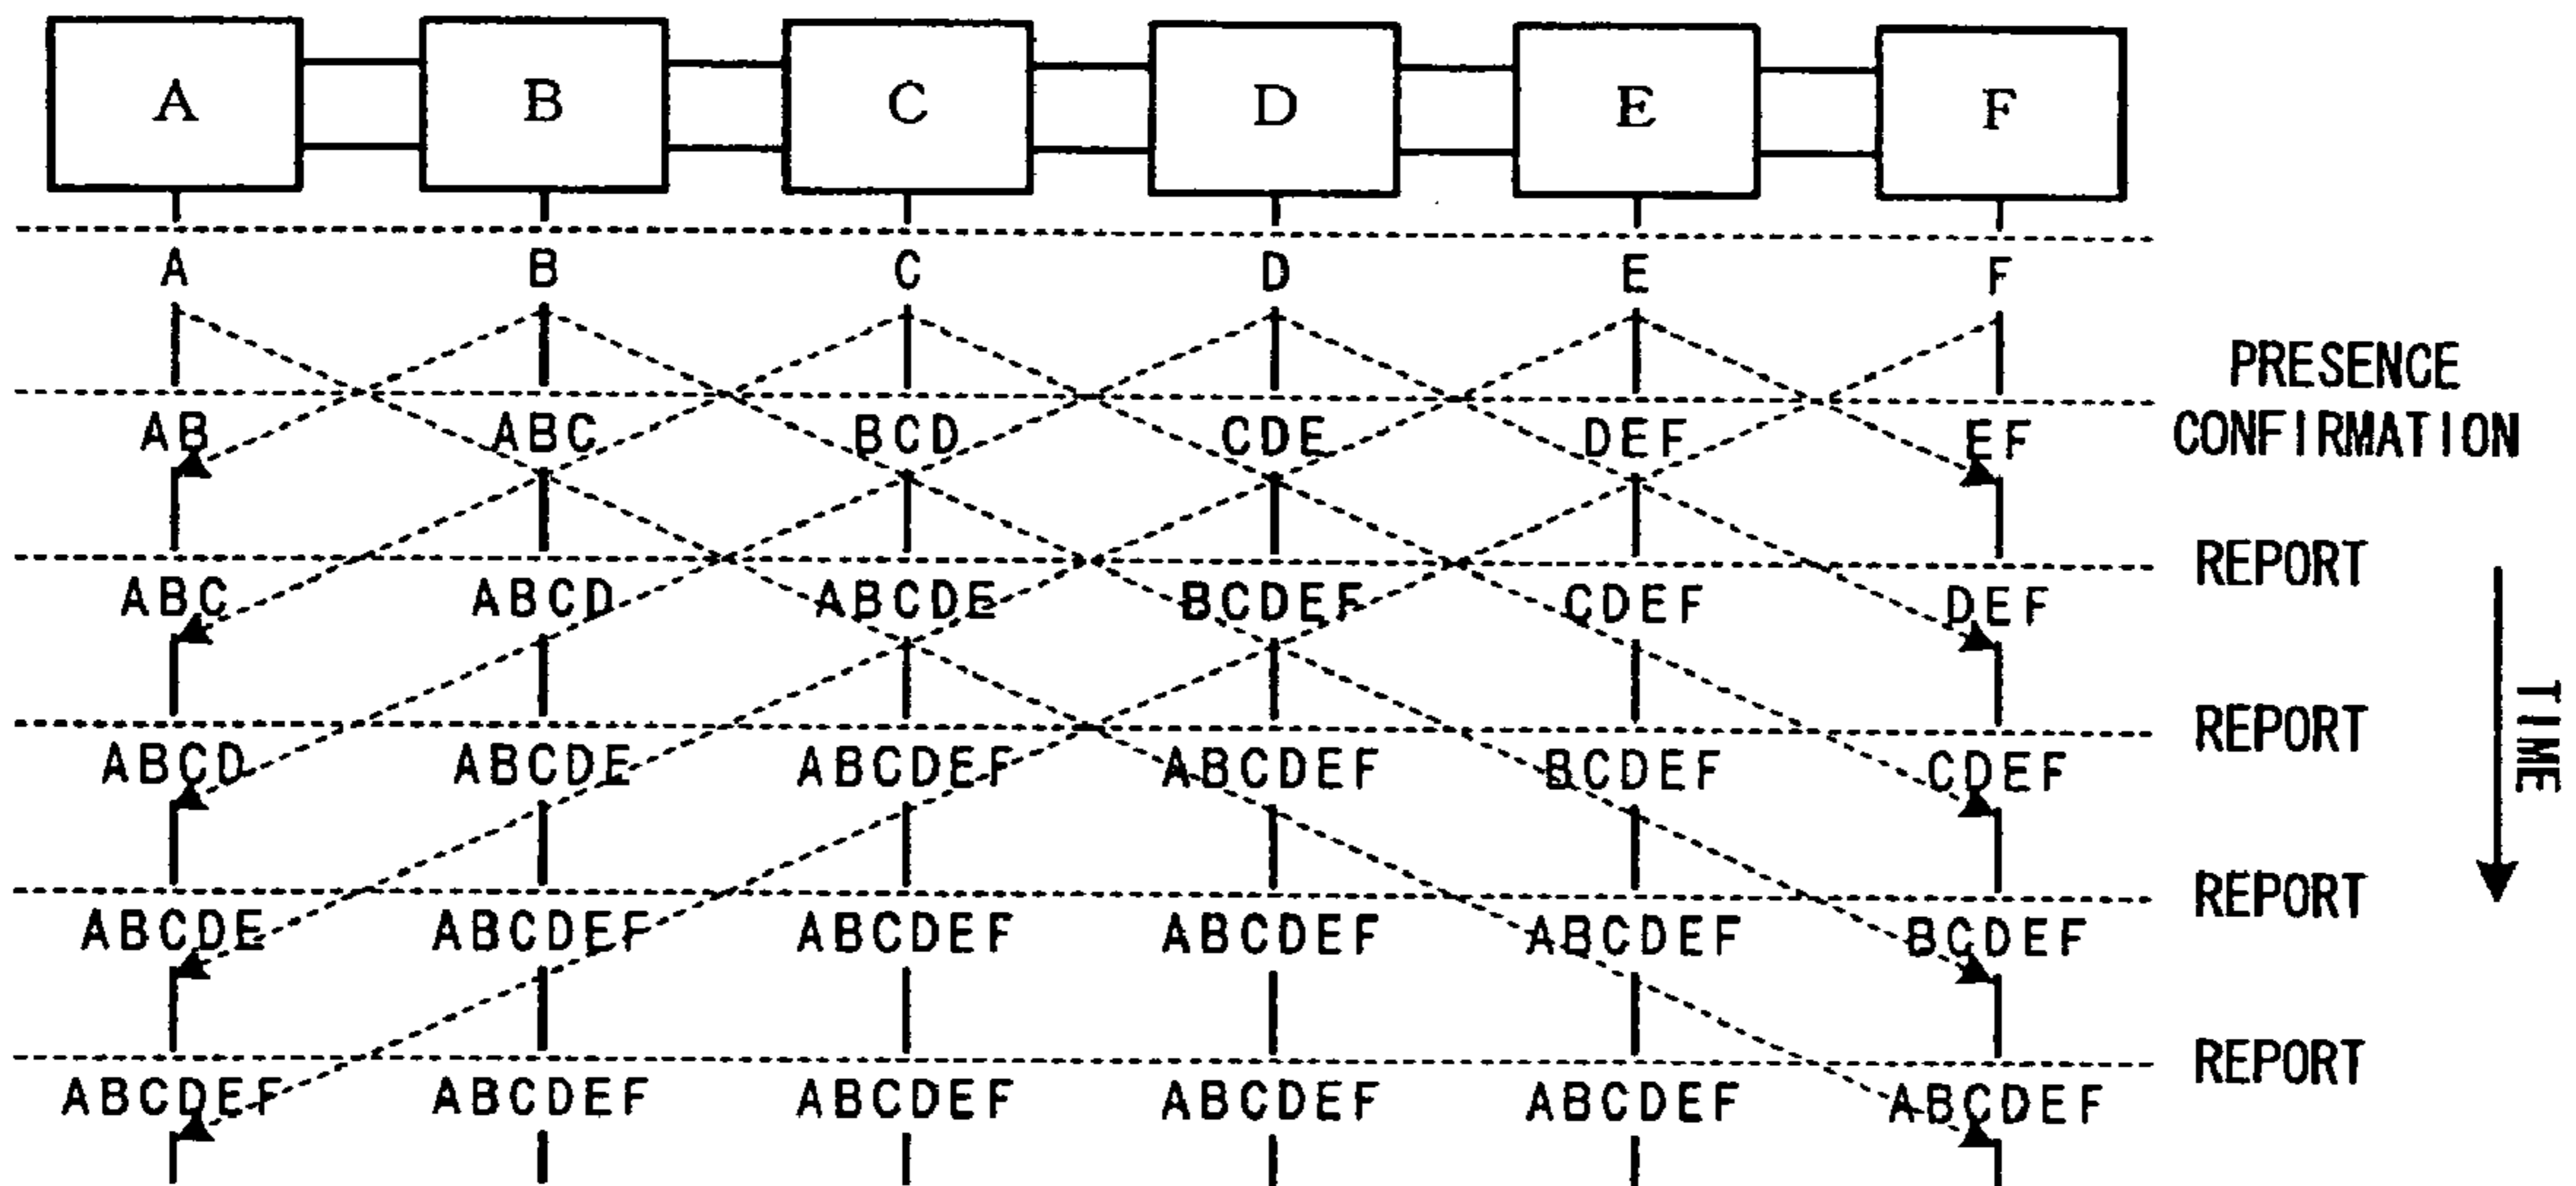 A B C D E F
A B C D E F
PRESENCE
AB ABC BCD CDE DEF EF CONFIRMATION
REPORT
ABC ABCD ABCDE BCDEF CDEF DEF
TIME
REPORT
ABCD ABCDE ABCDEF ABCDEF BCDEF CDEF
REPORT
ABCDE ABCDEF ABCDEF ABCDEF ABCDEF BCDEF
REPORT
ABCDEF ABCDEF ABCDEF ABCDEF ABCDEF ABCDEF